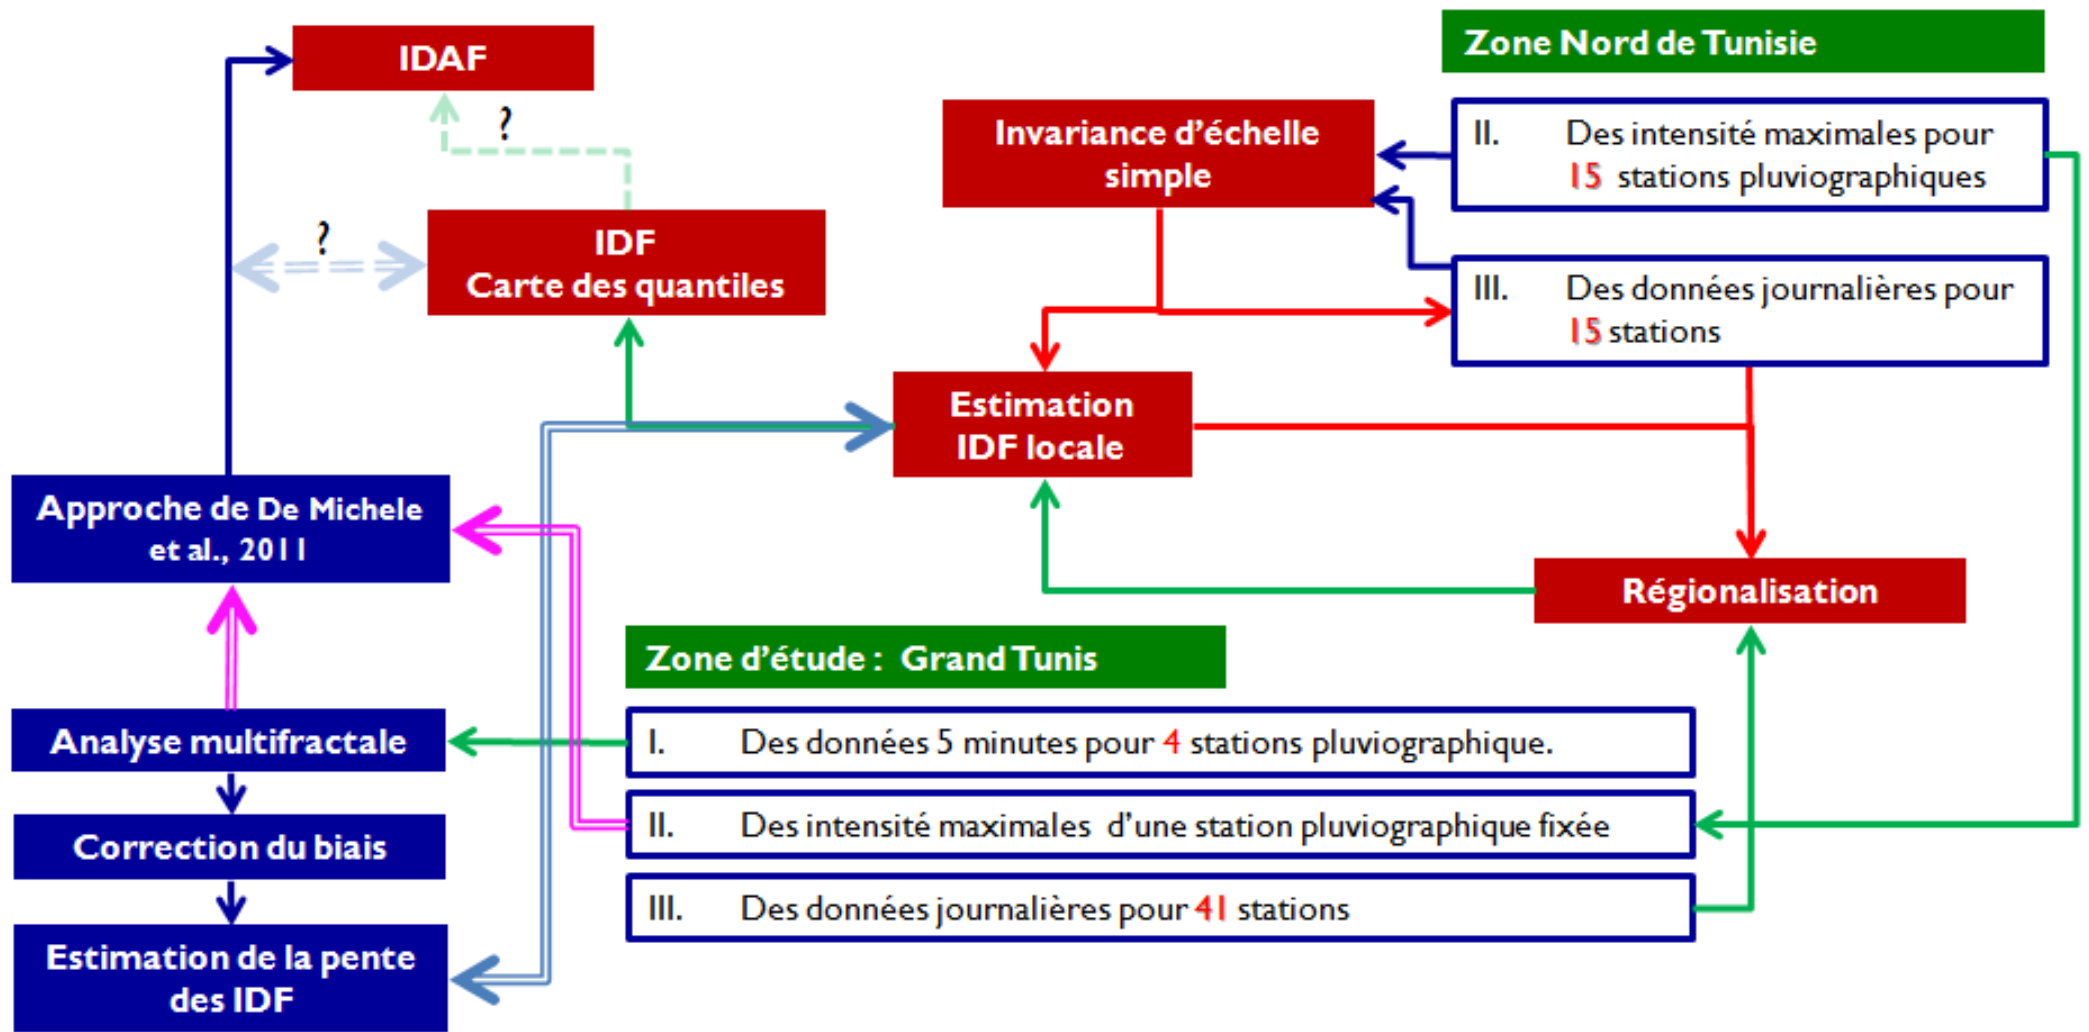 IDAF
?
?
IDF
Carte des quantiles
Zone Nord de Tunisie
Invariance d’échelle
simple
II. Des intensité maximales pour
15 stations pluviographiques
III. Des données journalières pour
15 stations
Estimation
IDF locale
Approche de De Michele
et al., 2011
Régionalisation
Zone d’étude : Grand Tunis
Analyse multifractale
I. Des données 5 minutes pour 4 stations pluviographique.
II. Des intensité maximales d’une station pluviographique fixée
III. Des données journalières pour 41 stations
Correction du biais
Estimation de la pente
des IDF